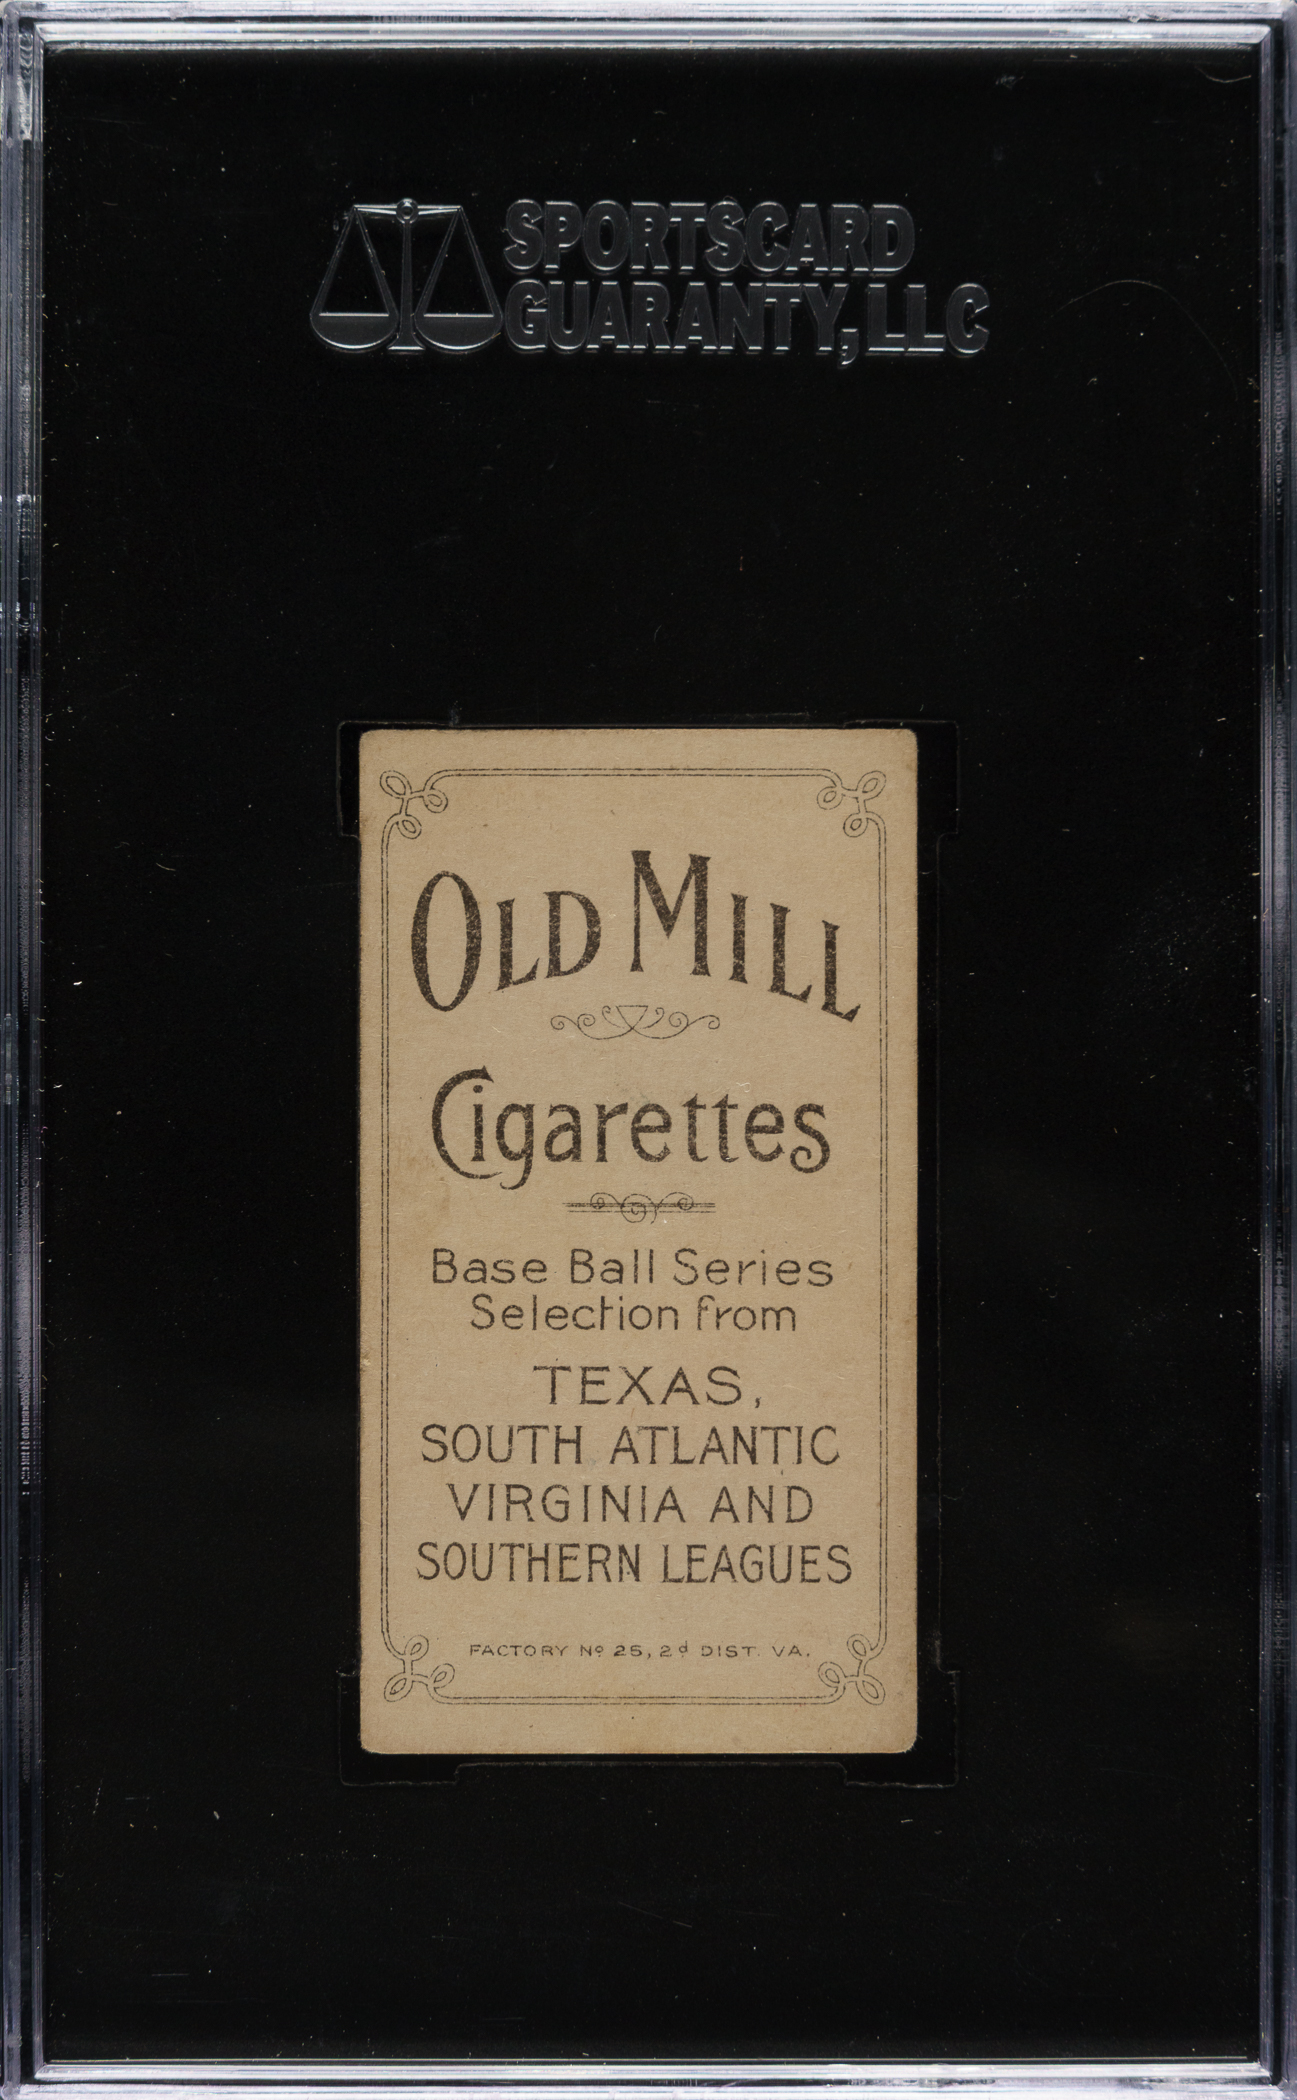 SPORTSCARD
GUARANTY, LLC
OLD MILL
Cigarettes
Base Ball Series
Selection from
TEXAS,
SOUTH ATLANTIC
VIRGINIA AND
SOUTHERN LEAGUES
FACTORY Nº 25, 2d DIST. VA.